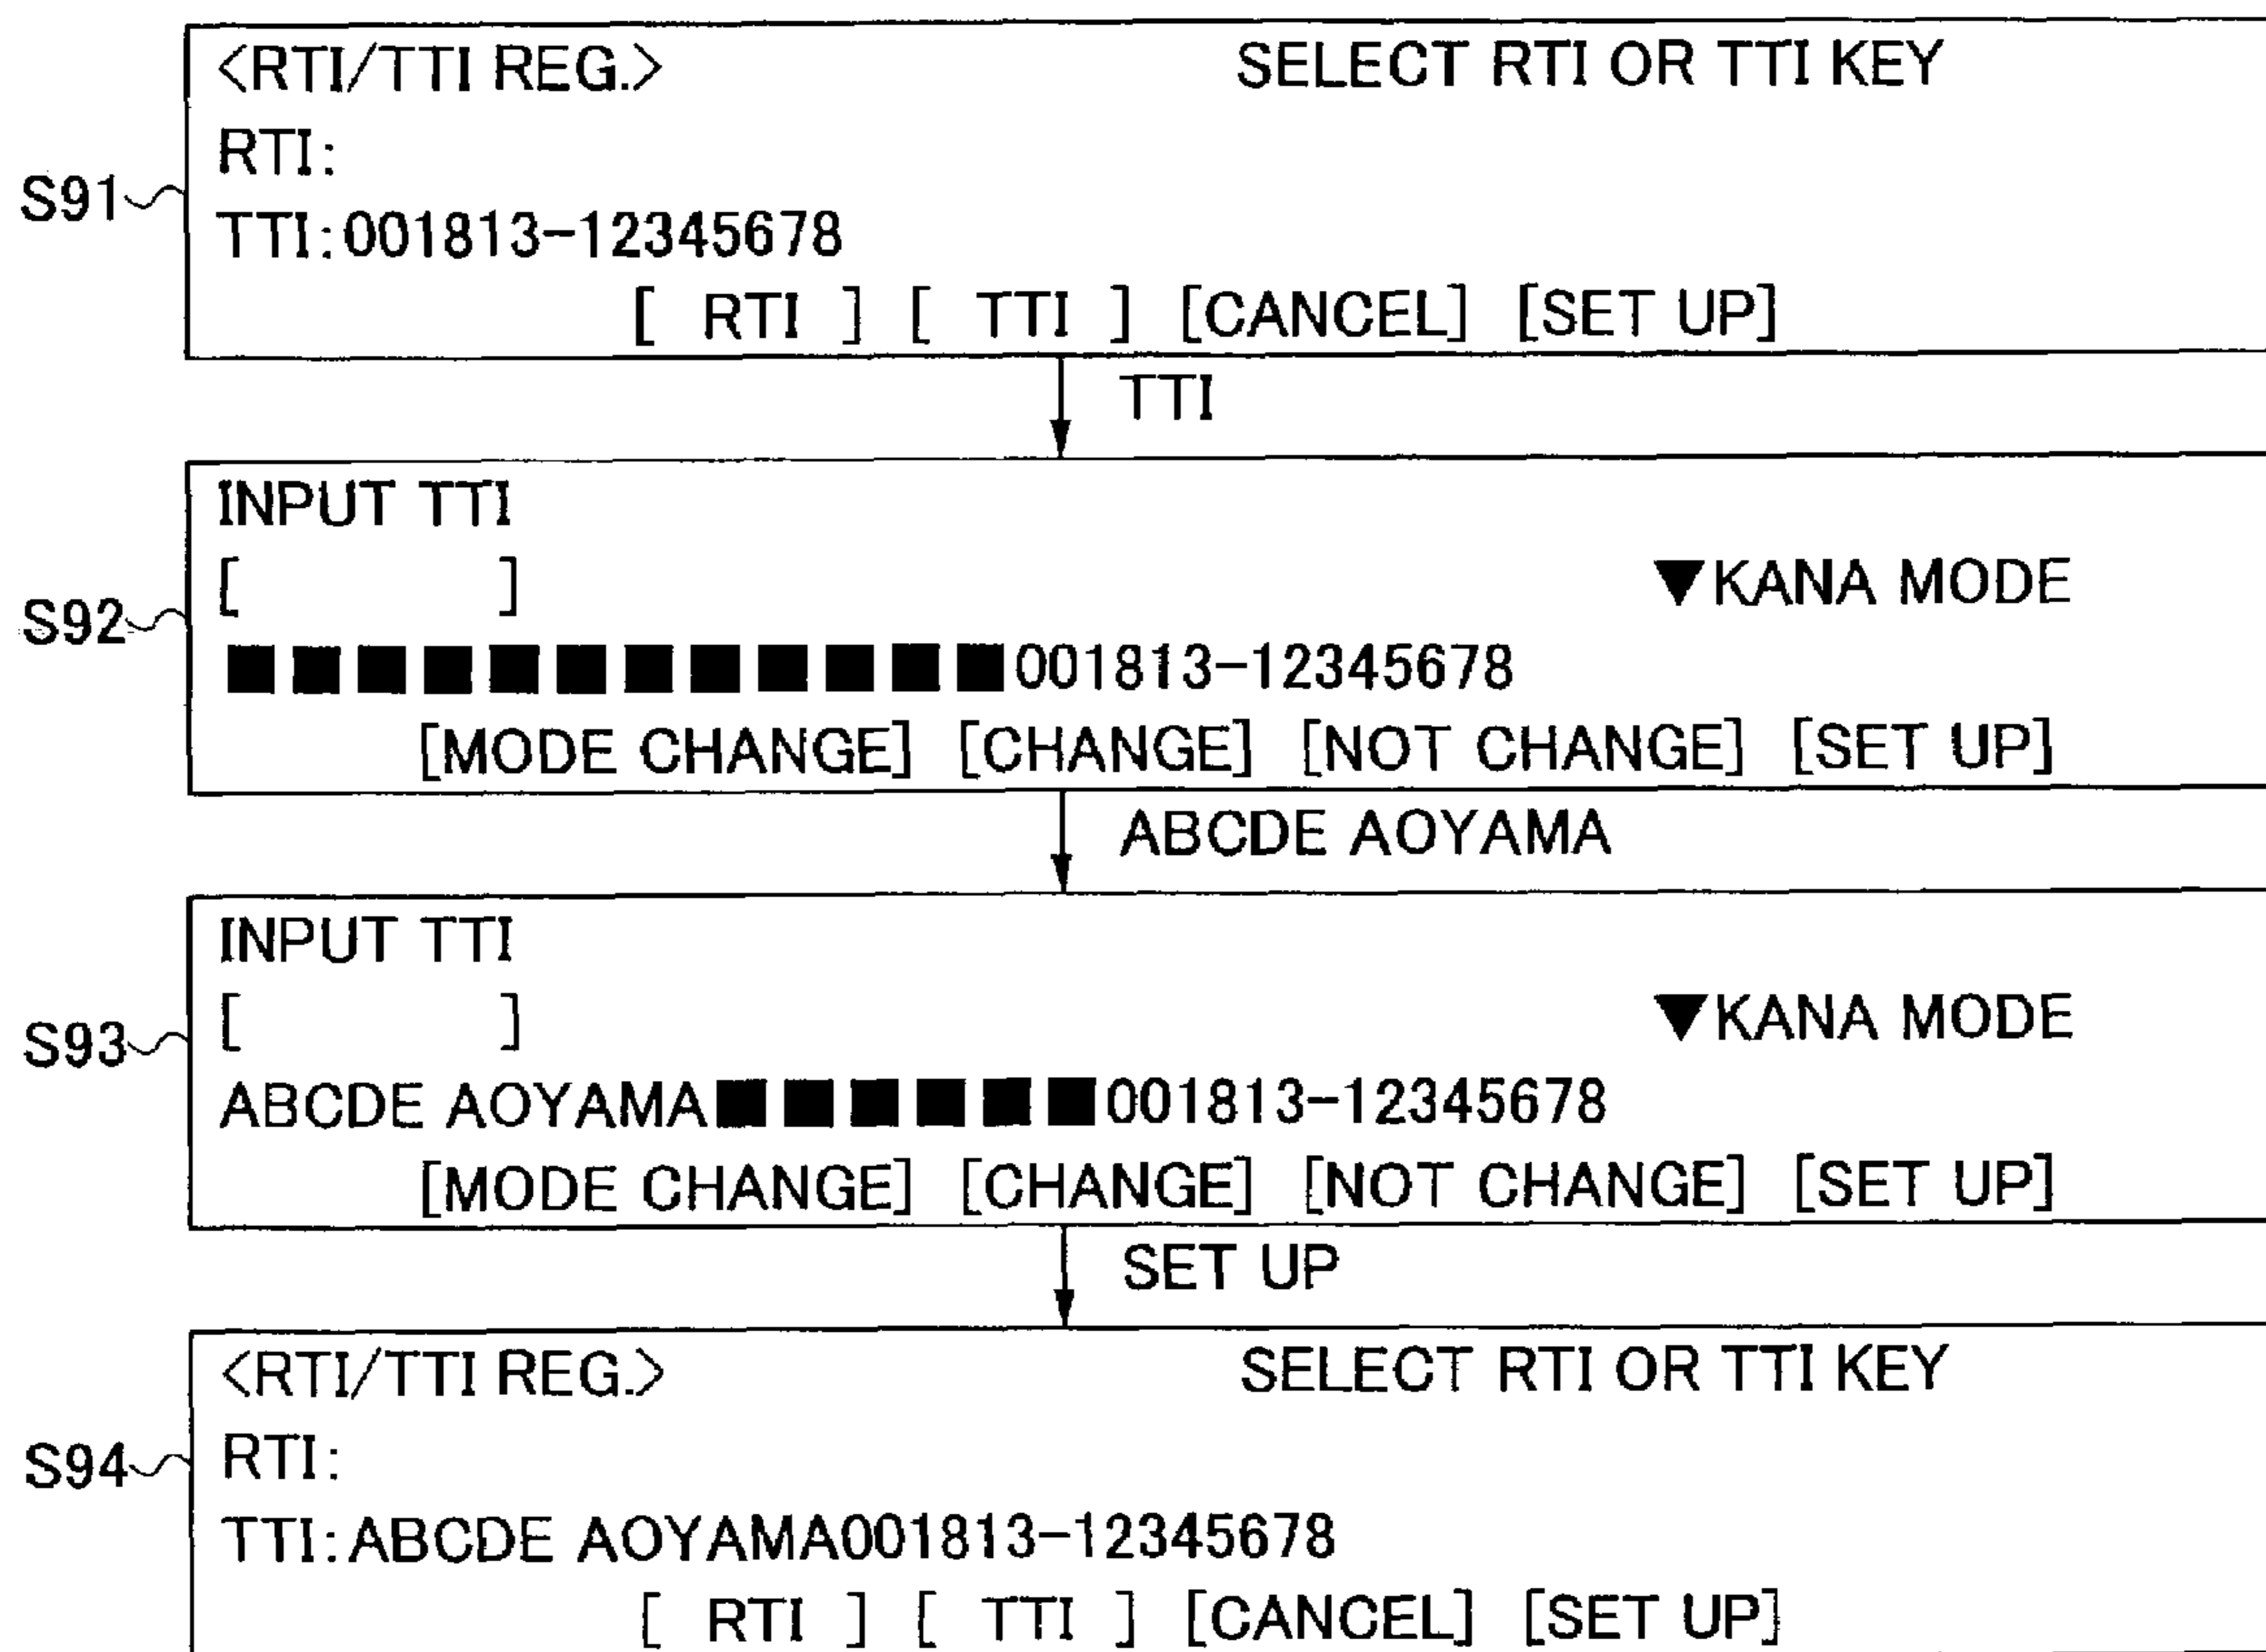 <RTI/TTI REG.> SELECT RTI OR TTI KEY
RTI:
S91
TTI:001813-12345678
[ RTI ] [ TTI ] [CANCEL] [SET UP]
TTI
INPUT TTI
[ ] ▼KANA MODE
S92
■■■■■■■■■■■■001813-12345678
[MODE CHANGE] [CHANGE] [NOT CHANGE] [SET UP]
ABCDE AOYAMA
INPUT TTI
[ ] ▼KANA MODE
S93
ABCDE AOYAMA■■■■■■001813-12345678
[MODE CHANGE] [CHANGE] [NOT CHANGE] [SET UP]
SET UP
<RTI/TTI REG.> SELECT RTI OR TTI KEY
RTI:
S94
TTI:ABCDE AOYAMA001813-12345678
[ RTI ] [ TTI ] [CANCEL] [SET UP]